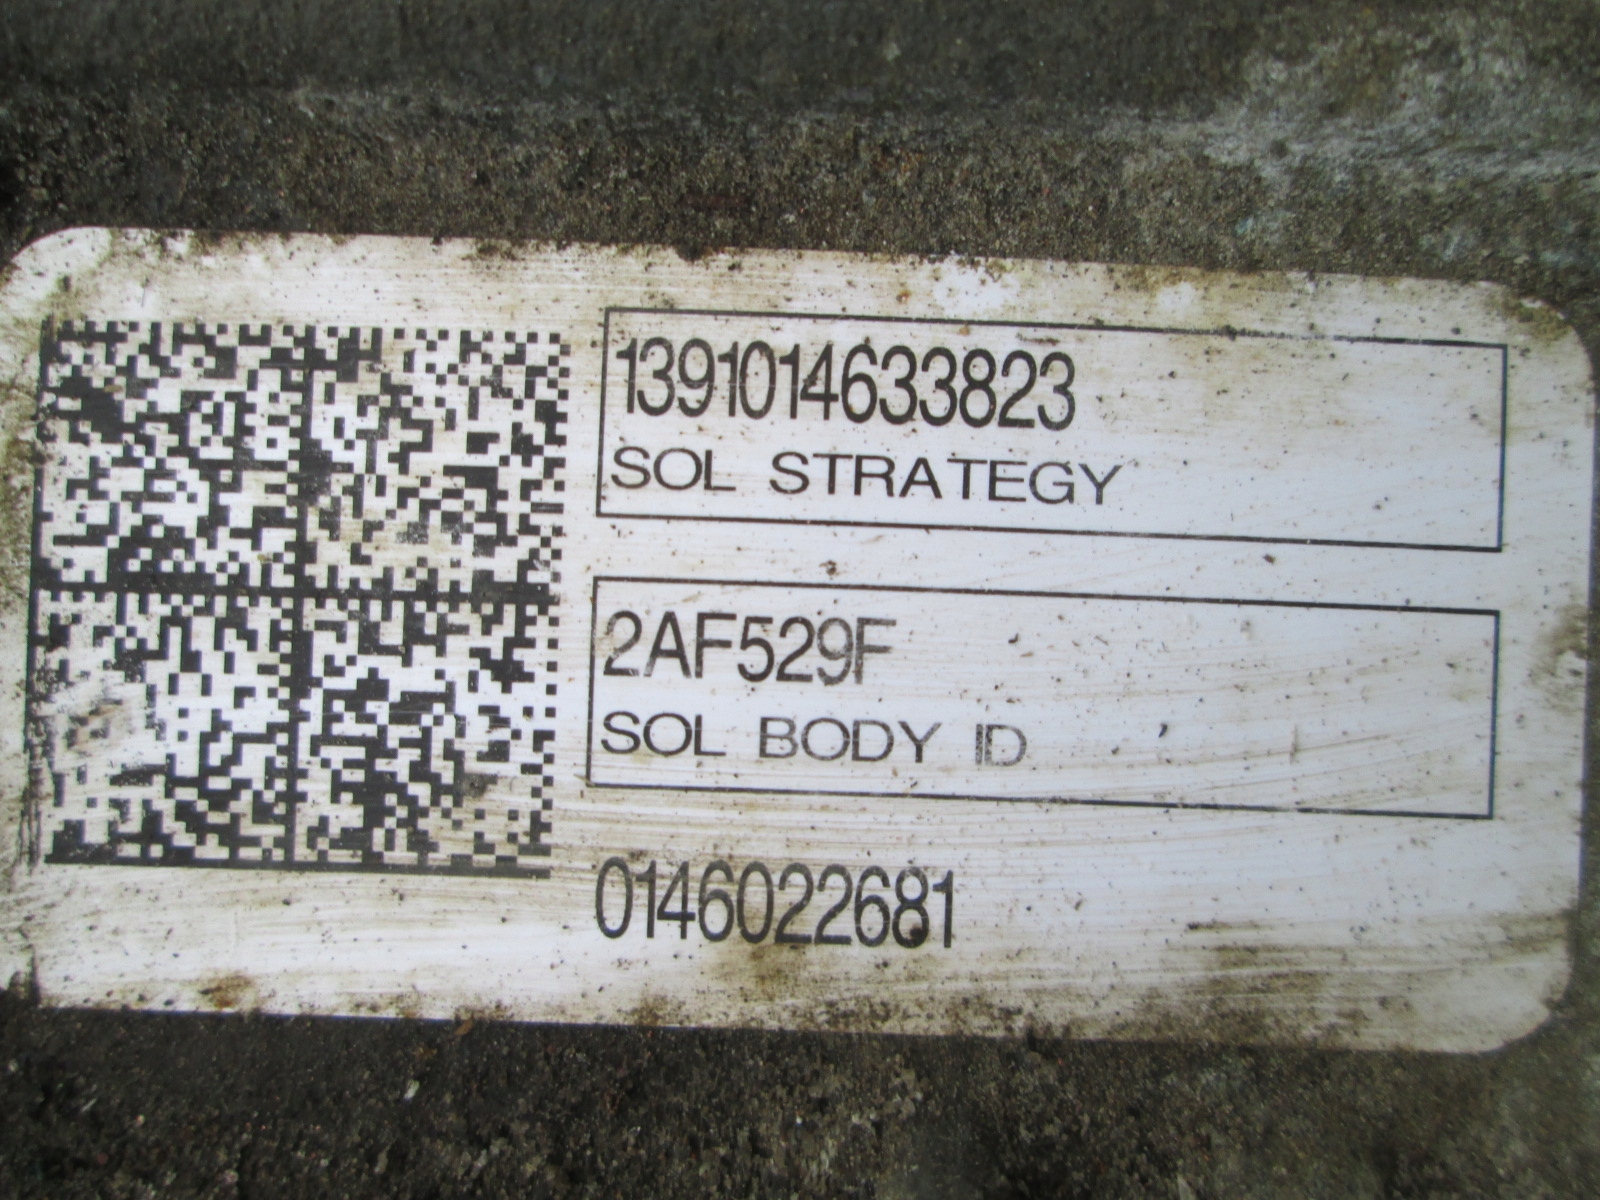 1391014633823
SOL STRATEGY
2AF529F
SOL BODY ID
0146022681